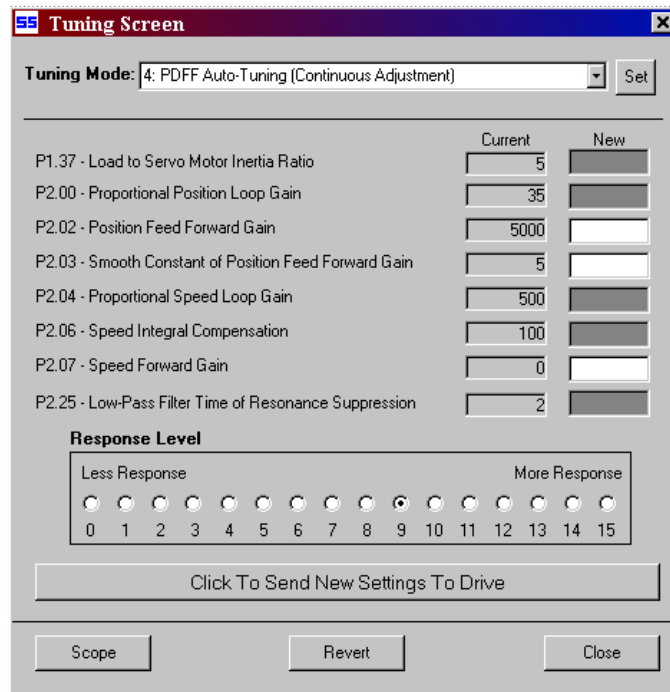 SS Tuning Screen
Tuning Mode: 4: PDFF Auto-Tuning (Continuous Adjustment) Set
Current New
P1.37 - Load to Servo Motor Inertia Ratio 5
P2.00 - Proportional Position Loop Gain 35
P2.02 - Position Feed Forward Gain 5000
P2.03 - Smooth Constant of Position Feed Forward Gain 5
P2.04 - Proportional Speed Loop Gain 500
P2.06 - Speed Integral Compensation 100
P2.07 - Speed Forward Gain 0
P2.25 - Low-Pass Filter Time of Resonance Suppression 2
Response Level
Less Response More Response
0 1 2 3 4 5 6 7 8 9 10 11 12 13 14 15
Click To Send New Settings To Drive
Scope Revert Close